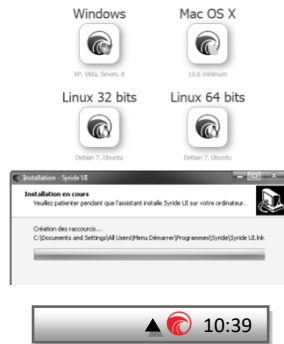 Windows
Mac OS X
XP, Vista, Seven, 8
10.6 minimum
Linux 32 bits
Linux 64 bits
Debian 7, Ubuntu
Debian 7, Ubuntu
Installation - Syride UI
Installation en cours
Veuillez patienter pendant que l'assistant installe Syride UI sur votre ordinateur.
Création des raccourcis...
C:\Documents and Settings\All Users\Menu Démarrer\Programmes\Syride\Syride UI.lnk
10:39